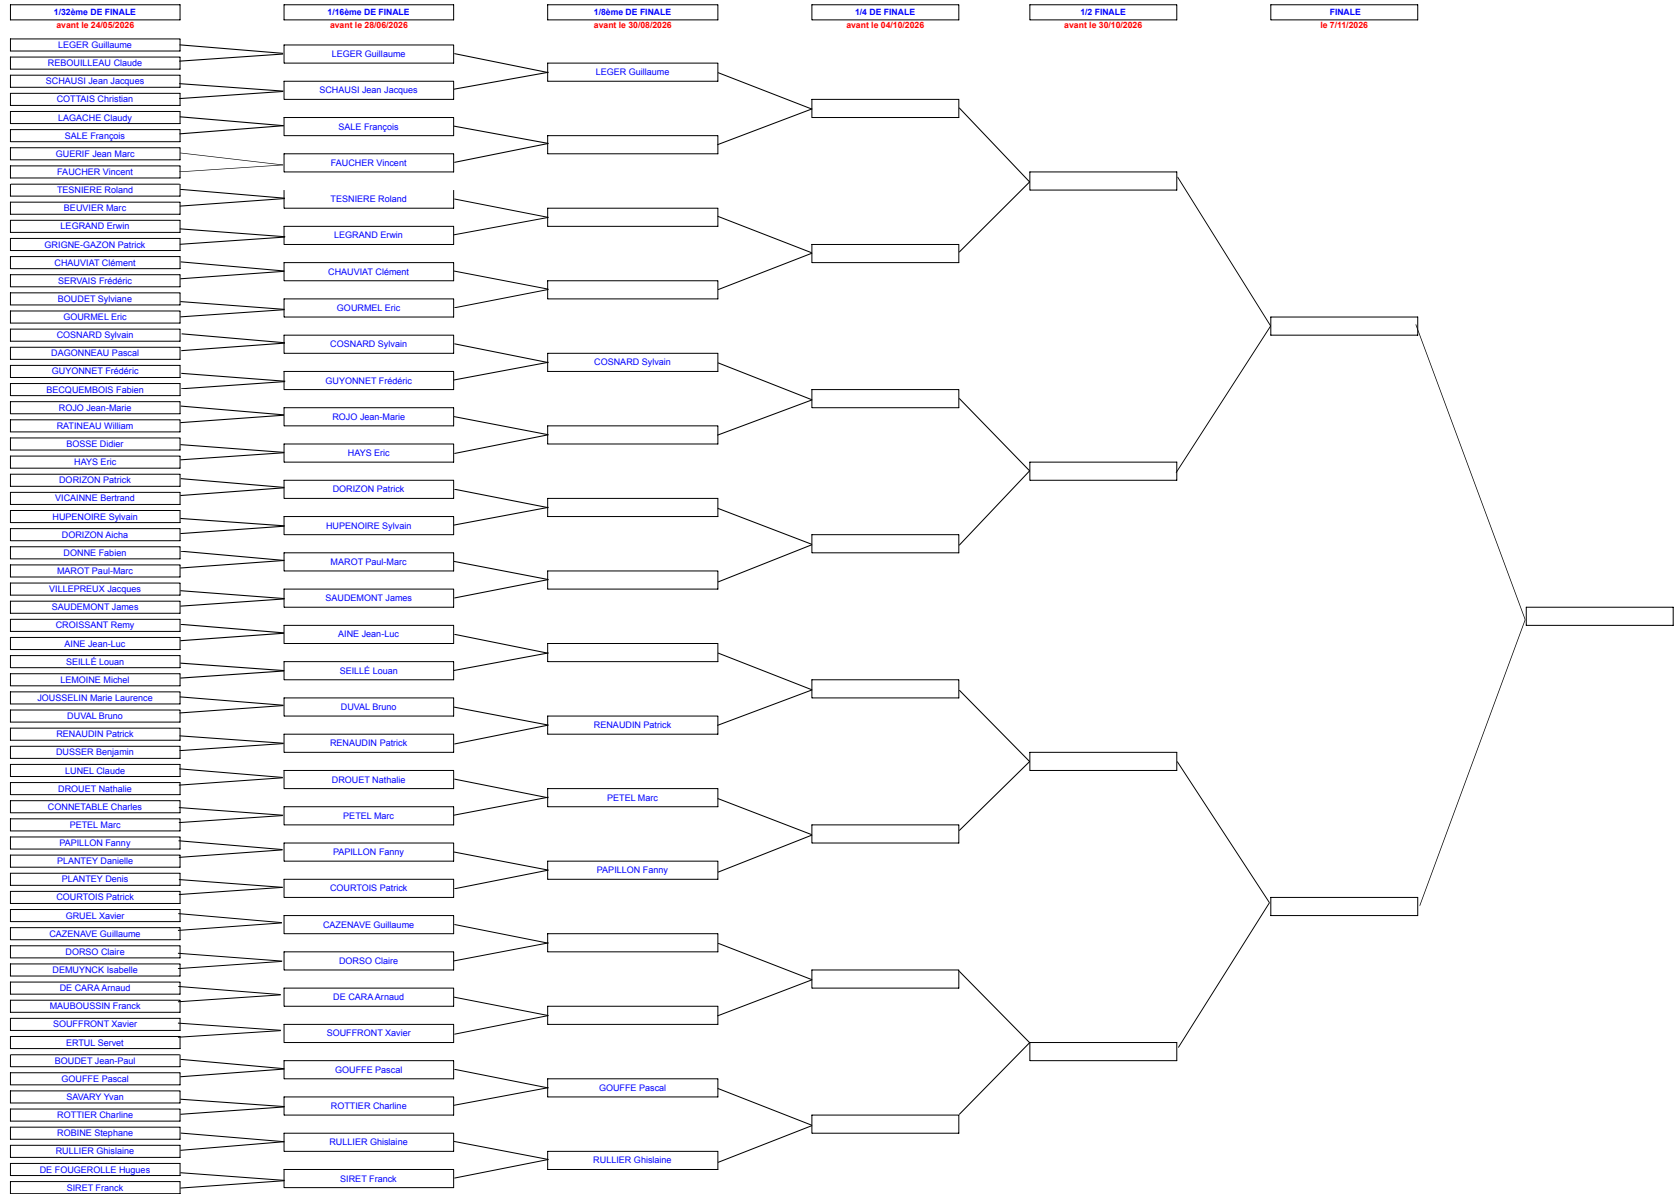 1/32ème DE FINALE
avant le 24/05/2026
LEGER Guillaume
REBOUILLEAU Claude
SCHAUSI Jean Jacques
COTTAIS Christian
LAGACHE Claudy
SALE François
GUERIF Jean Marc
FAUCHER Vincent
TESNIERE Roland
BEUVIER Marc
LEGRAND Erwin
GRIGNE-GAZON Patrick
CHAUVIAT Clément
SERVAIS Frédéric
BOUDET Sylviane
GOURMEL Eric
COSNARD Sylvain
DAGONNEAU Pascal
GUYONNET Frédéric
BECQUEMBOIS Fabien
ROJO Jean-Marie
RATINEAU William
BOSSE Didier
HAYS Eric
DORIZON Patrick
VICAINNE Bertrand
HUPENOIRE Sylvain
DORIZON Aicha
DONNE Fabien
MAROT Paul-Marc
VILLEPREUX Jacques
SAUDEMONT James
CROISSANT Remy
AINE Jean-Luc
SEILLÉ Louan
LEMOINE Michel
JOUSSELIN Marie Laurence
DUVAL Bruno
RENAUDIN Patrick
DUSSER Benjamin
LUNEL Claude
DROUET Nathalie
CONNETABLE Charles
PETEL Marc
PAPILLON Fanny
PLANTEY Danielle
PLANTEY Denis
COURTOIS Patrick
GRUEL Xavier
CAZENAVE Guillaume
DORSO Claire
DEMUYNCK Isabelle
DE CARA Arnaud
MAUBOUSSIN Franck
SOUFFRONT Xavier
ERTUL Servet
BOUDET Jean-Paul
GOUFFE Pascal
SAVARY Yvan
ROTTIER Charline
ROBINE Stephane
RULLIER Ghislaine
DE FOUGEROLLE Hugues
SIRET Franck
1/16ème DE FINALE
avant le 28/06/2026
LEGER Guillaume
SCHAUSI Jean Jacques
SALE François
FAUCHER Vincent
TESNIERE Roland
LEGRAND Erwin
CHAUVIAT Clément
GOURMEL Eric
COSNARD Sylvain
GUYONNET Frédéric
ROJO Jean-Marie
HAYS Eric
DORIZON Patrick
HUPENOIRE Sylvain
MAROT Paul-Marc
SAUDEMONT James
AINE Jean-Luc
SEILLÉ Louan
DUVAL Bruno
RENAUDIN Patrick
DROUET Nathalie
PETEL Marc
PAPILLON Fanny
COURTOIS Patrick
CAZENAVE Guillaume
DORSO Claire
DE CARA Arnaud
SOUFFRONT Xavier
GOUFFE Pascal
ROTTIER Charline
RULLIER Ghislaine
SIRET Franck
1/8ème DE FINALE
avant le 30/08/2026
LEGER Guillaume
COSNARD Sylvain
RENAUDIN Patrick
PETEL Marc
PAPILLON Fanny
GOUFFE Pascal
RULLIER Ghislaine
1/4 DE FINALE
avant le 04/10/2026
1/2 FINALE
avant le 30/10/2026
FINALE
le 7/11/2026